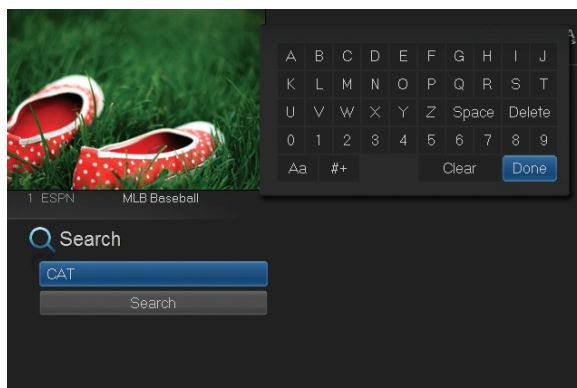 A B C D E F G H I J
K L M N O P Q R S T
U V W X Y Z Space Delete
0 1 2 3 4 5 6 7 8 9
Aa #+ Clear Done
1 ESPN MLB Baseball
Search
CAT
Search